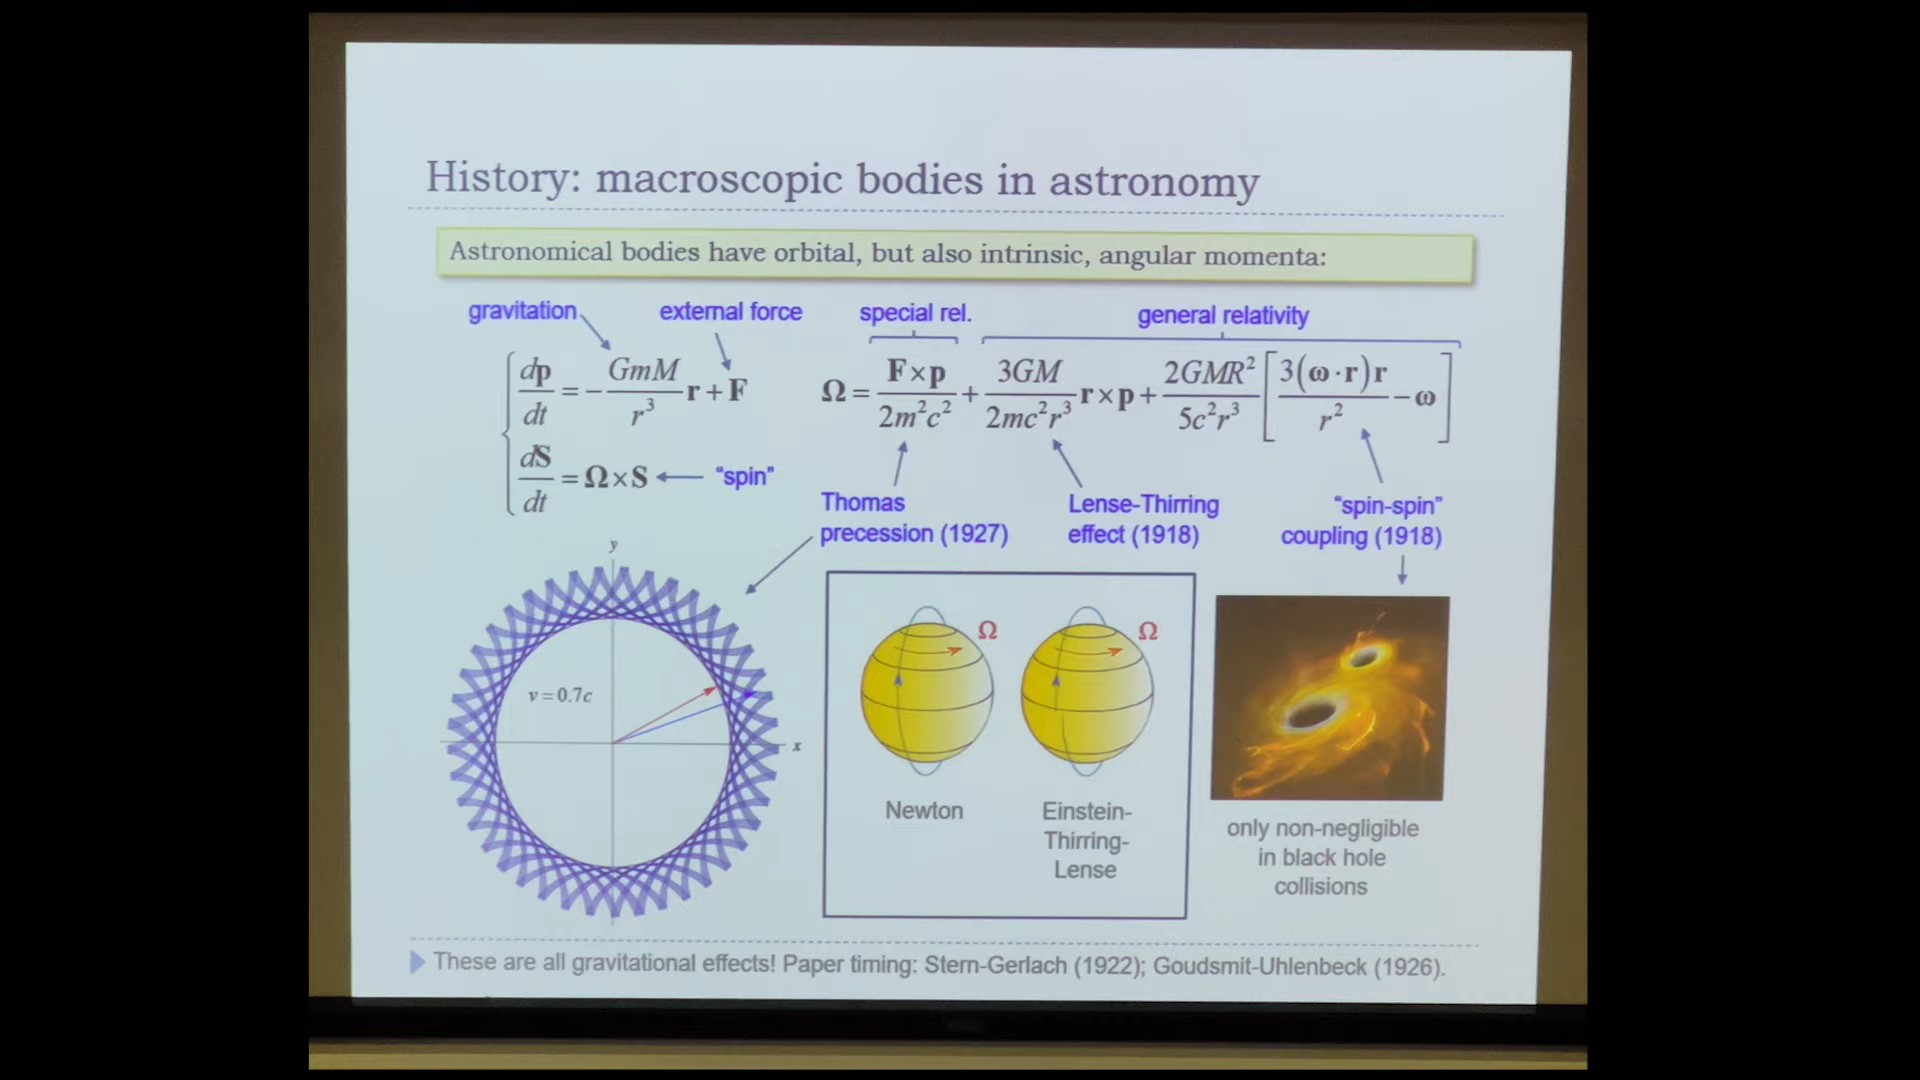 History: macroscopic bodies in astronomy
Astronomical bodies have orbital, but also intrinsic, angular momenta:
gravitation
external force
special rel.
general relativity
dp/dt = − GmM/r³ r + F
Ω = F×p/2m²c² + 3GM/2mc²r³ r×p + 2GMR²/5c²r³ [3(ω·r)r/r² − ω]
dS/dt = Ω×S
“spin”
Thomas
precession (1927)
Lense-Thirring
effect (1918)
“spin-spin”
coupling (1918)
y
v = 0.7c
x
Ω
Ω
Newton
Einstein-
Thirring-
Lense
only non-negligible
in black hole
collisions
These are all gravitational effects! Paper timing: Stern-Gerlach (1922); Goudsmit-Uhlenbeck (1926).